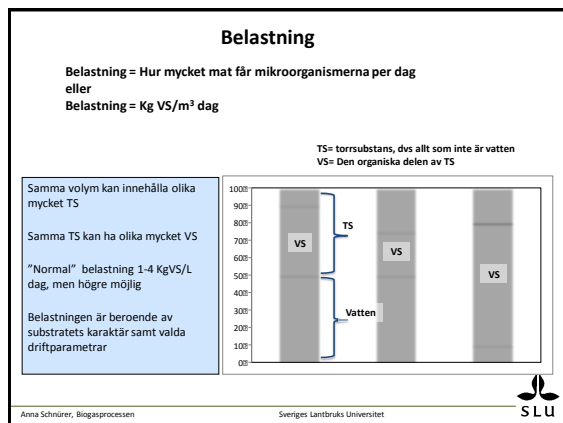 Belastning
Belastning = Hur mycket mat får mikroorganismerna per dag
eller
Belastning = Kg VS/m³ dag
TS= torrsubstans, dvs allt som inte är vatten
VS= Den organiska delen av TS
Samma volym kan innehålla olika
mycket TS
Samma TS kan ha olika mycket VS
”Normal” belastning 1-4 KgVS/L
dag, men högre möjlig
Belastningen är beroende av
substratets karaktär samt valda
driftparametrar
100%
90%
80%
70%
60%
50%
40%
30%
20%
10%
0%
VS
TS
Vatten
VS
VS
Anna Schnürer, Biogasprocessen
Sveriges Lantbruks Universitet
SLU